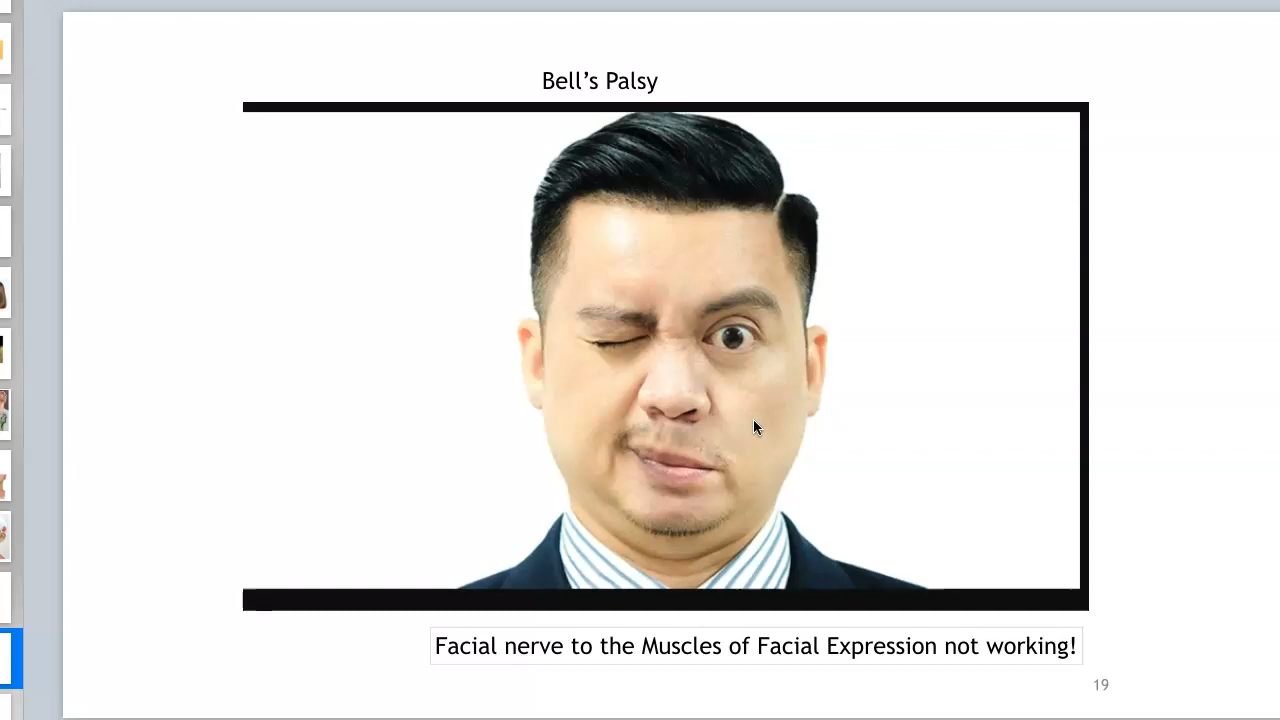 Bell’s Palsy
Facial nerve to the Muscles of Facial Expression not working!
19